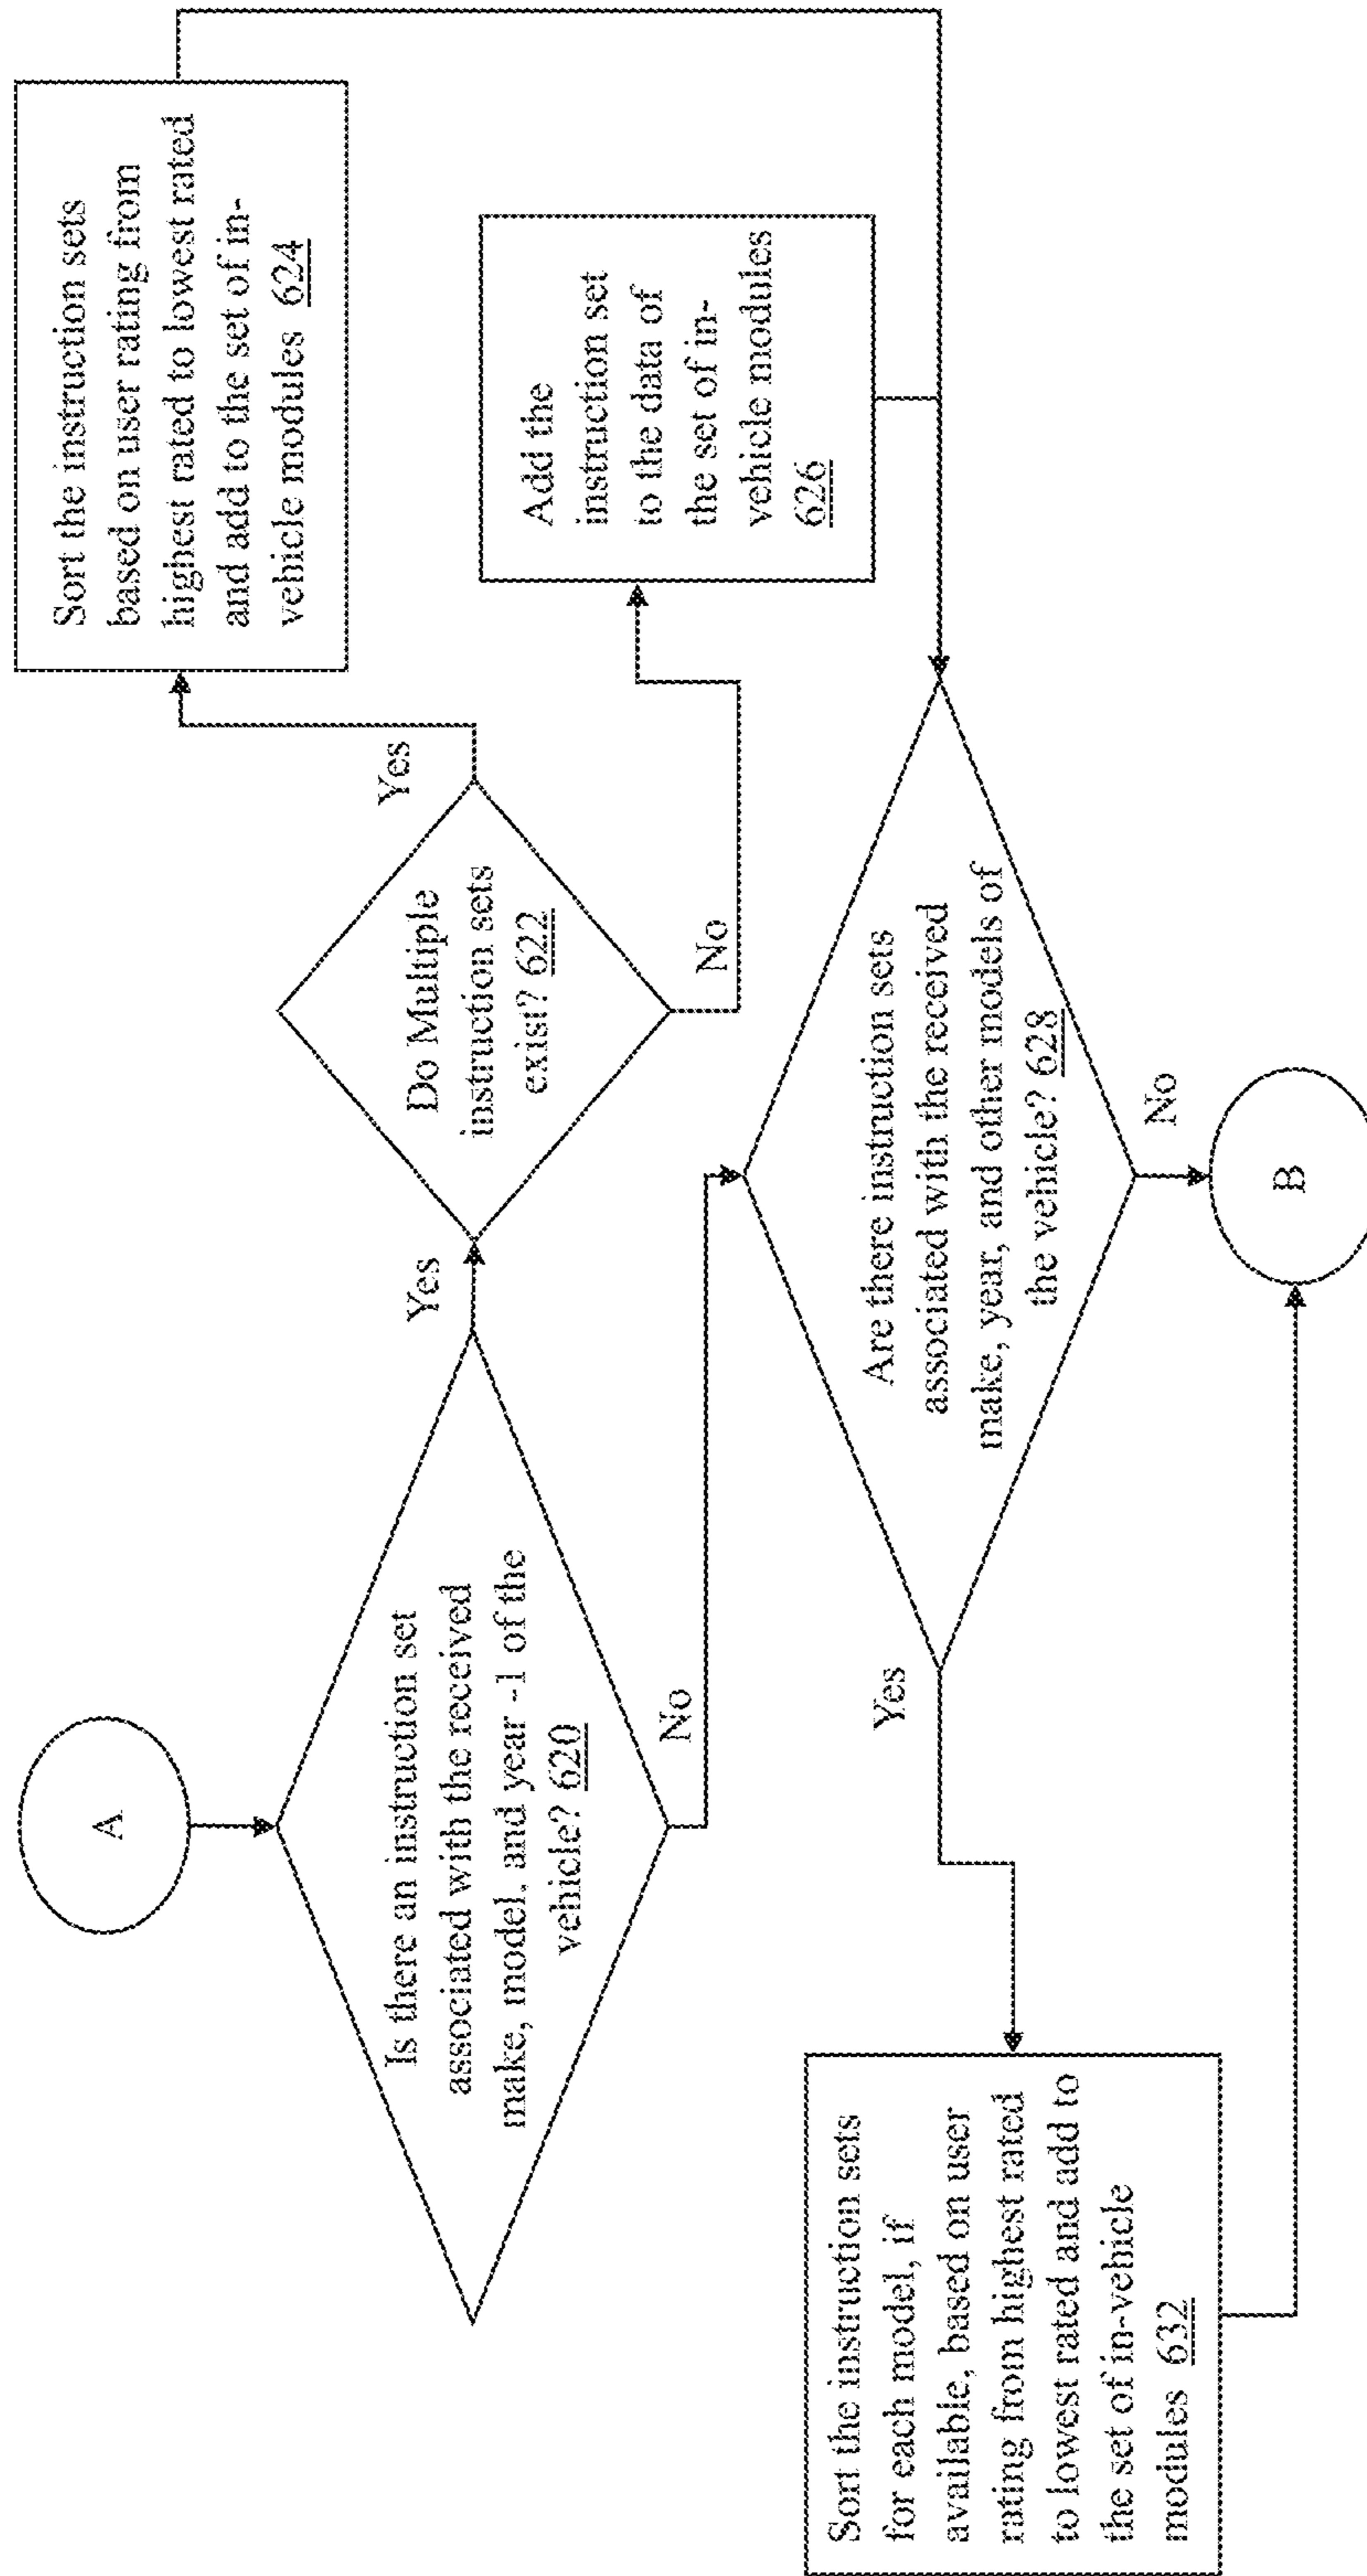 A
Is there an instruction set
associated with the received
make, model, and year -1 of the
vehicle? 620
Yes
No
Do Multiple
instruction sets
exist? 622
Yes
No
Sort the instruction sets
based on user rating from
highest rated to lowest rated
and add to the set of in-
vehicle modules 624
Add the
instruction set
to the data of
the set of in-
vehicle modules
626
Are there instruction sets
associated with the received
make, year, and other models of
the vehicle? 628
Yes
No
Sort the instruction sets
for each model, if
available, based on user
rating from highest rated
to lowest rated and add to
the set of in-vehicle
modules 632
B